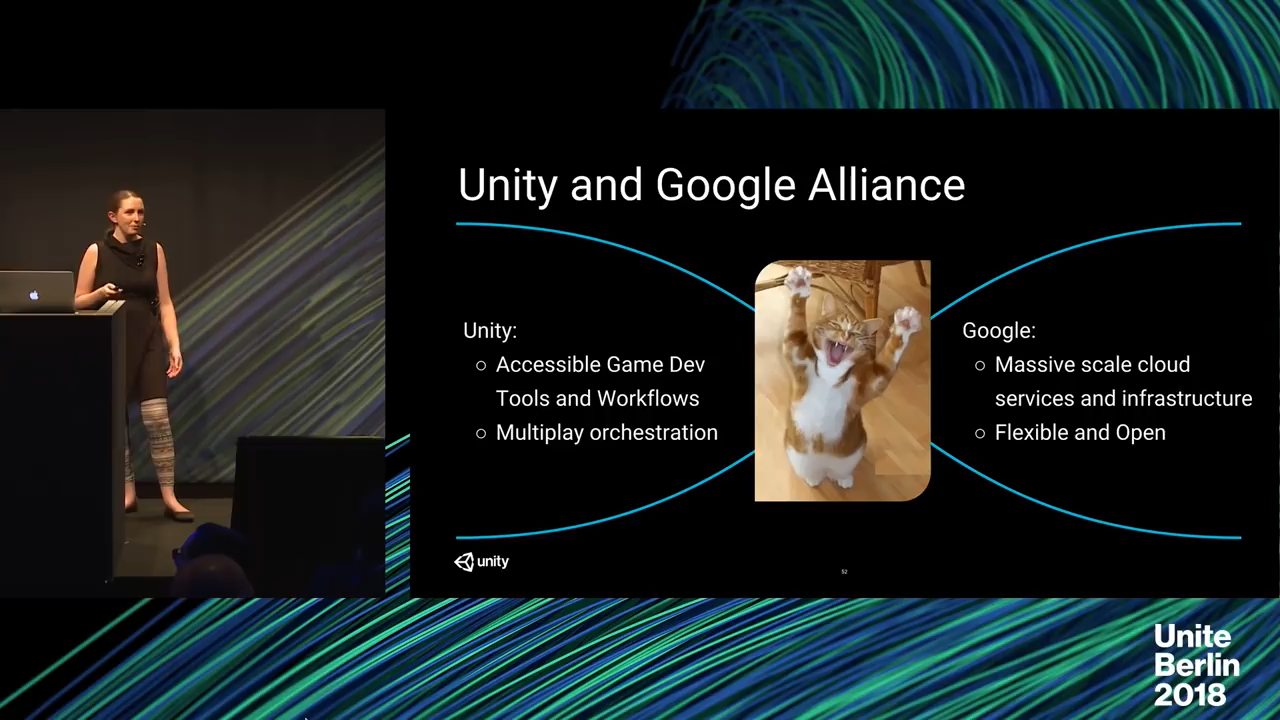 Unity and Google Alliance
Unity:
○ Accessible Game Dev
Tools and Workflows
○ Multiplay orchestration
Google:
○ Massive scale cloud
services and infrastructure
○ Flexible and Open
unity
52
Unite
Berlin
2018